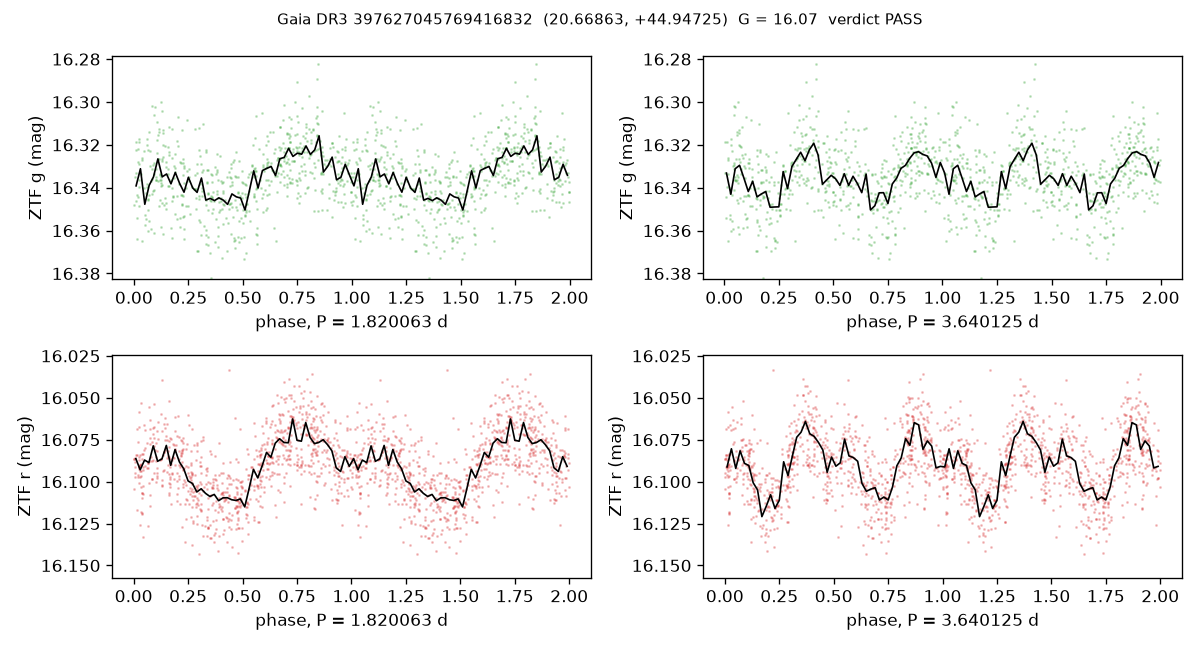 Gaia DR3 397627045769416832 (20.66863, +44.94725) G = 16.07 verdict PASS
ZTF g (mag)
16.28
16.30
16.32
16.34
16.36
16.38
0.00 0.25 0.50 0.75 1.00 1.25 1.50 1.75 2.00
phase, P = 1.820063 d
ZTF g (mag)
16.28
16.30
16.32
16.34
16.36
16.38
0.00 0.25 0.50 0.75 1.00 1.25 1.50 1.75 2.00
phase, P = 3.640125 d
ZTF r (mag)
16.025
16.050
16.075
16.100
16.125
16.150
0.00 0.25 0.50 0.75 1.00 1.25 1.50 1.75 2.00
phase, P = 1.820063 d
ZTF r (mag)
16.025
16.050
16.075
16.100
16.125
16.150
0.00 0.25 0.50 0.75 1.00 1.25 1.50 1.75 2.00
phase, P = 3.640125 d